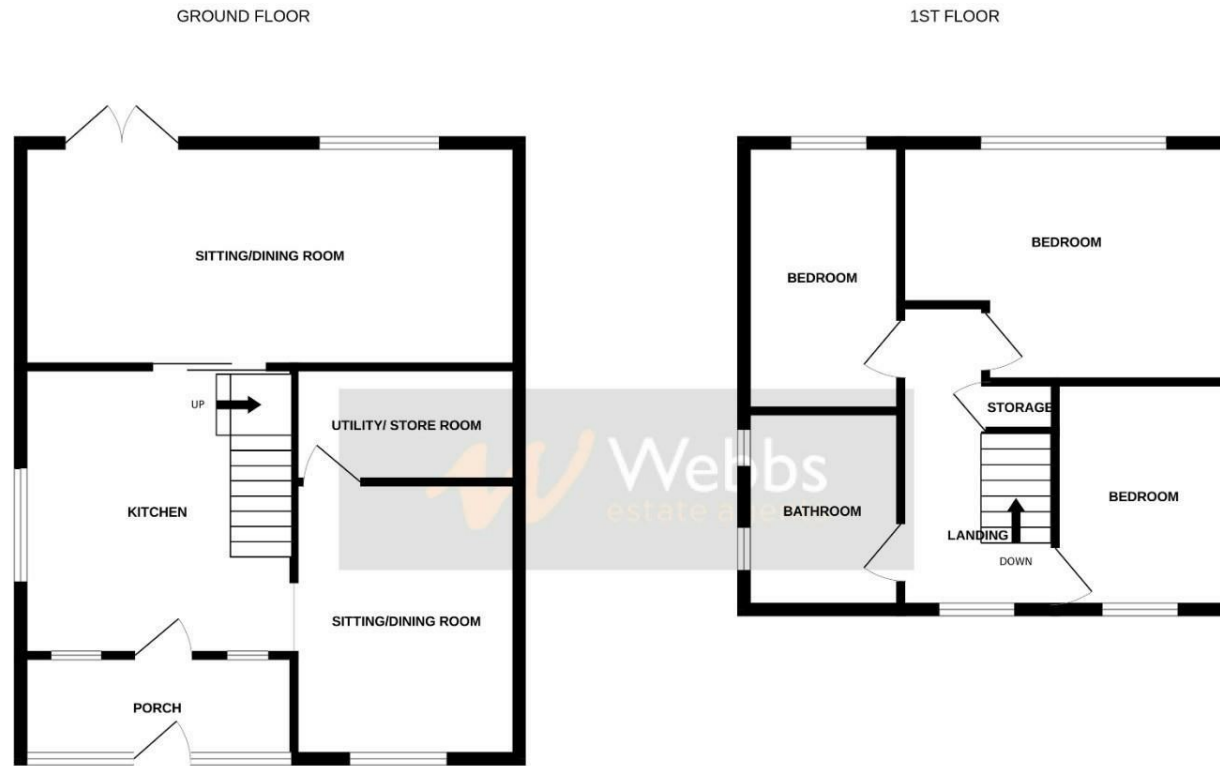 GROUND FLOOR
1ST FLOOR
SITTING/DINING ROOM
BEDROOM
BEDROOM
UP
UTILITY/ STORE ROOM
STORAGE
Webbs
estate agents
KITCHEN
BATHROOM
BEDROOM
LANDING
DOWN
SITTING/DINING ROOM
PORCH